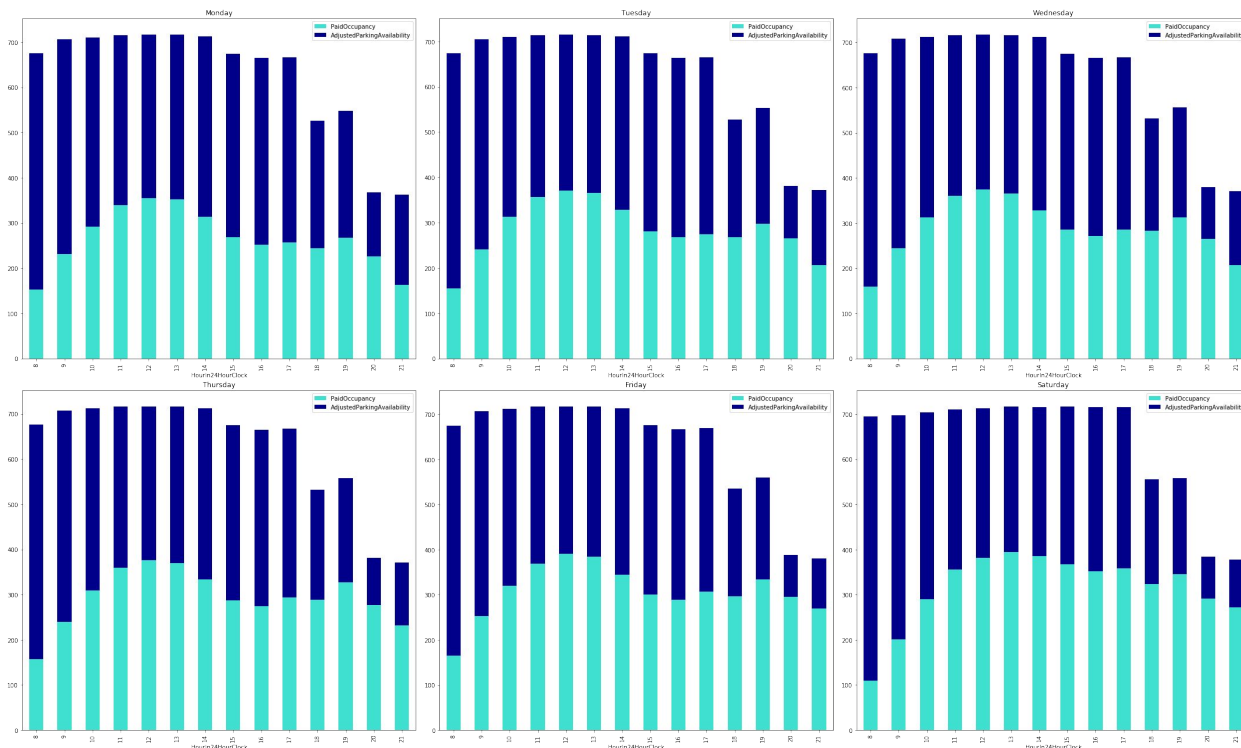 Monday
PaidOccupancy
AdjustedParkingAvailability
700
600
500
400
300
200
100
0
8 9 10 11 12 13 14 15 16 17 18 19 20 21
HourIn24HourClock
Tuesday
PaidOccupancy
AdjustedParkingAvailability
700
600
500
400
300
200
100
0
8 9 10 11 12 13 14 15 16 17 18 19 20 21
HourIn24HourClock
Wednesday
PaidOccupancy
AdjustedParkingAvailabilit
700
600
500
400
300
200
100
0
8 9 10 11 12 13 14 15 16 17 18 19 20 21
HourIn24HourClock
Thursday
PaidOccupancy
AdjustedParkingAvailability
700
600
500
400
300
200
100
0
8 9 10 11 12 13 14 15 16 17 18 19 20 21
HourIn24HourClock
Friday
PaidOccupancy
AdjustedParkingAvailability
700
600
500
400
300
200
100
0
8 9 10 11 12 13 14 15 16 17 18 19 20 21
HourIn24HourClock
Saturday
PaidOccupancy
AdjustedParkingAvailabilit
700
600
500
400
300
200
100
0
8 9 10 11 12 13 14 15 16 17 18 19 20 21
HourIn24HourClock